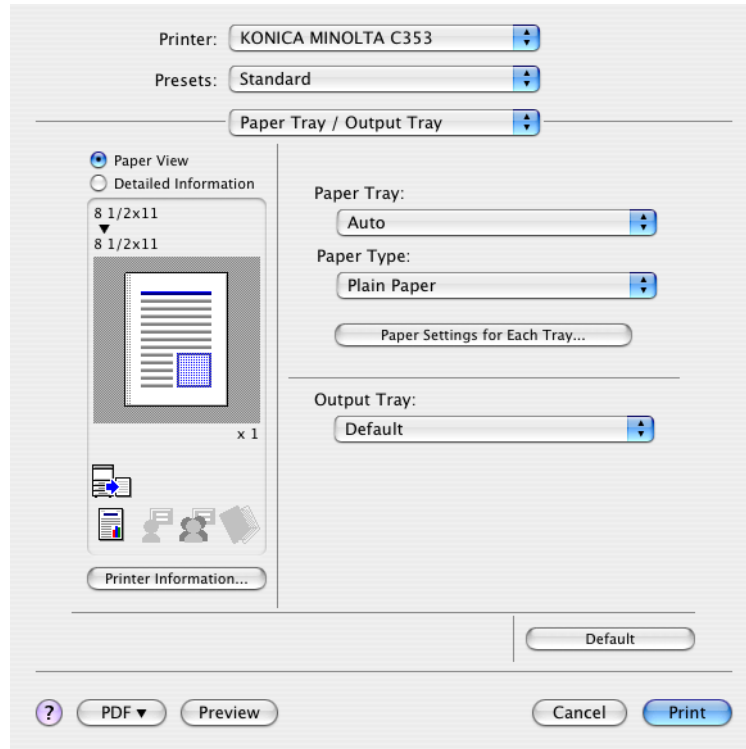 Printer: KONICA MINOLTA C353
Presets: Standard
Paper Tray / Output Tray
Paper View
Detailed Information
8 1/2x11
▼
8 1/2x11
x 1
Printer Information...
Paper Tray:
Auto
Paper Type:
Plain Paper
Paper Settings for Each Tray...
Output Tray:
Default
Default
? PDF ▼ Preview Cancel Print